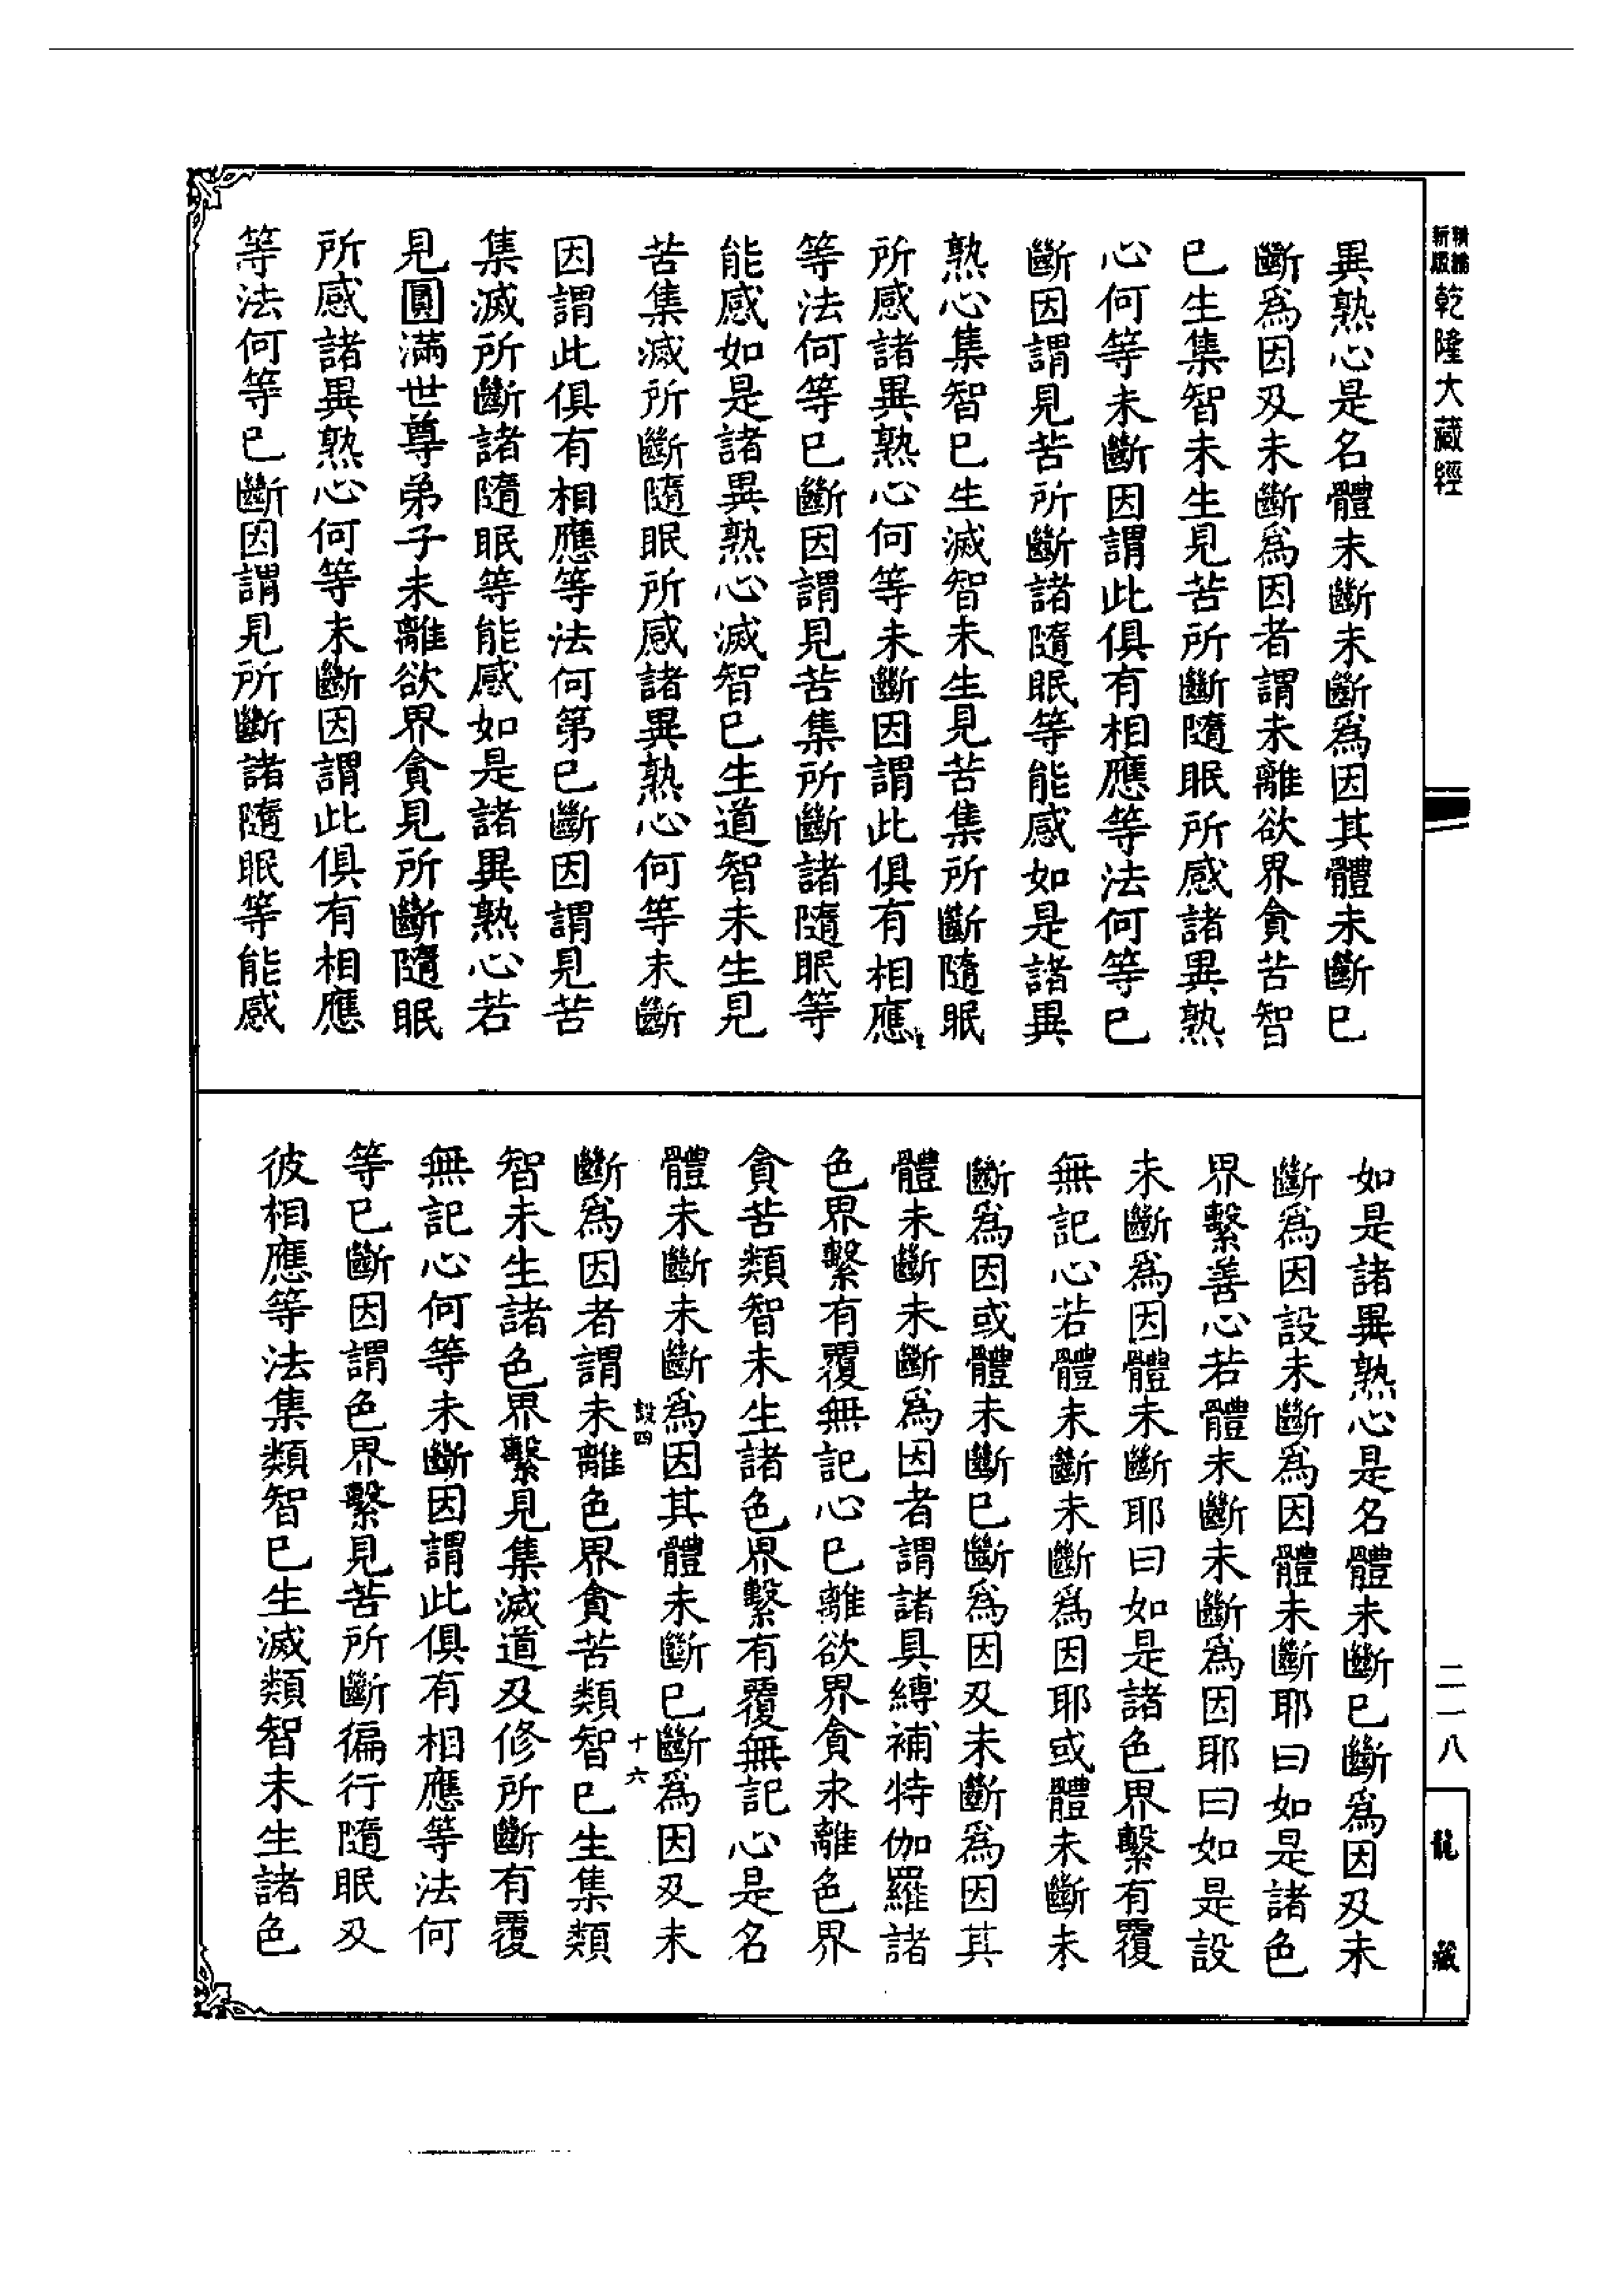 新版
精補
乾隆大藏經
異熟心是名體未斷未斷爲因其體未斷已
斷爲因及未斷爲因者謂未離欲界貪苦智
已生集智未生見苦所斷隨眠所感諸異熟
心何等未斷因謂此俱有相應等法何等已
斷因謂見苦所斷諸隨眠等能感如是諸異
熟心集智已生滅智未生見苦集所斷隨眠
所感諸異熟心何等未斷因謂此俱有相應
等法何等已斷因謂見苦集所斷諸隨眠等
能感如是諸異熟心滅智已生道智未生見
苦集滅所斷隨眠所感諸異熟心何等未斷
因謂此俱有相應等法何第已斷因謂見苦
集滅所斷諸隨眠等能感如是諸異熟心若
見圓滿世尊弟子未離欲界貪見所斷隨眠
所感諸異熟心何等未斷因謂此俱有相應
等法何等已斷因謂見所斷諸隨眠等能感
如是諸異熟心是名體未斷已斷爲因及未
斷爲因設未斷爲因體未斷耶曰如是諸色
界繫善心若體未斷未斷爲因耶曰如是設
未斷爲因體未斷耶曰如是諸色界繫有覆
無記心若體未斷未斷爲因耶或體未斷未
斷爲因或體未斷已斷爲因及未斷爲因其
體未斷未斷爲因者謂諸具縛補特伽羅諸
色界繫有覆無記心已離欲界貪未離色界
貪苦類智未生諸色界繫有覆無記心是名
體未斷未斷爲因其體未斷已斷爲因及未
設四
十六
斷爲因者謂未離色界貪苦類智已生集類
智未生諸色界繫見集滅道及修所斷有覆
無記心何等未斷因謂此俱有相應等法何
等已斷因謂色界繫見苦所斷徧行隨眠及
彼相應等法集類智已生滅類智未生諸色
二一八
龍藏